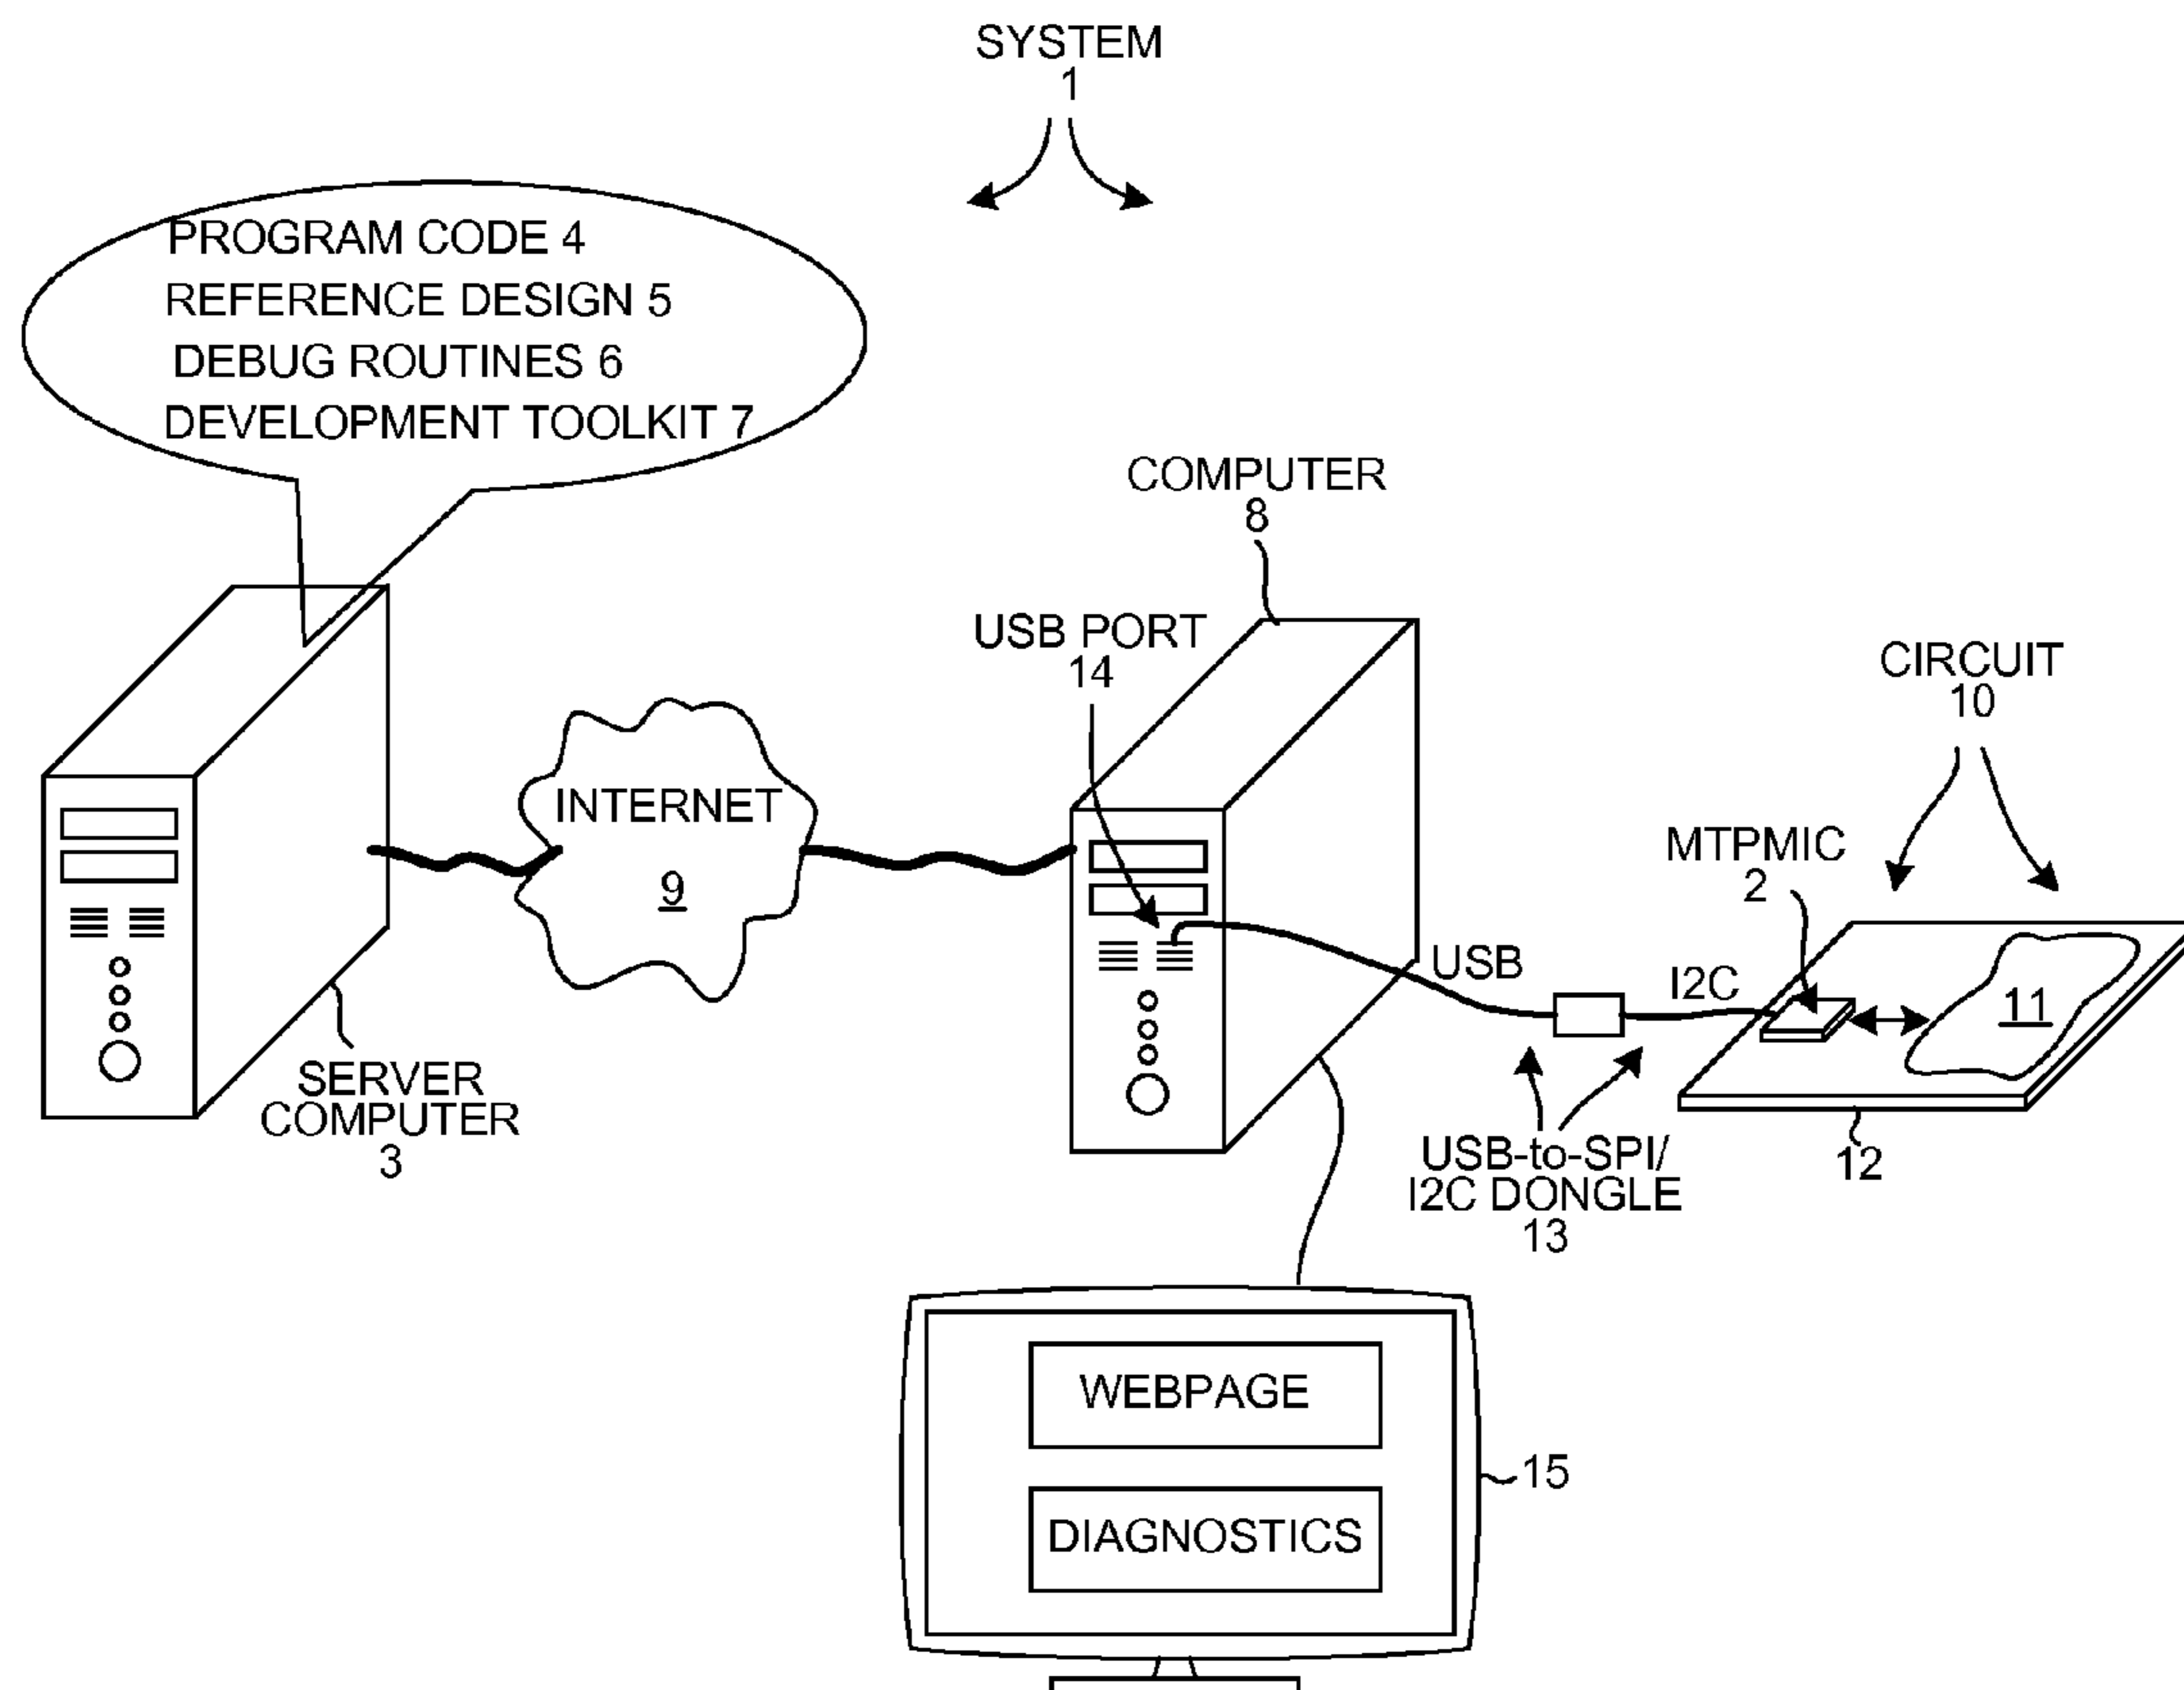 SYSTEM
1
PROGRAM CODE 4
REFERENCE DESIGN 5
DEBUG ROUTINES 6
DEVELOPMENT TOOLKIT 7
COMPUTER
8
USB PORT
14
CIRCUIT
10
INTERNET
9
MTPMIC
2
USB
I2C
11
SERVER
COMPUTER
3
USB-to-SPI/
I2C DONGLE
13
12
WEBPAGE
15
DIAGNOSTICS